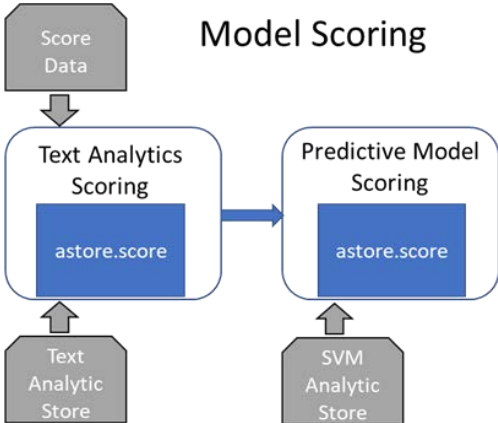 Model Scoring
Score
Data
Text Analytics
Scoring
astore.score
Predictive Model
Scoring
astore.score
Text
Analytic
Store
SVM
Analytic
Store